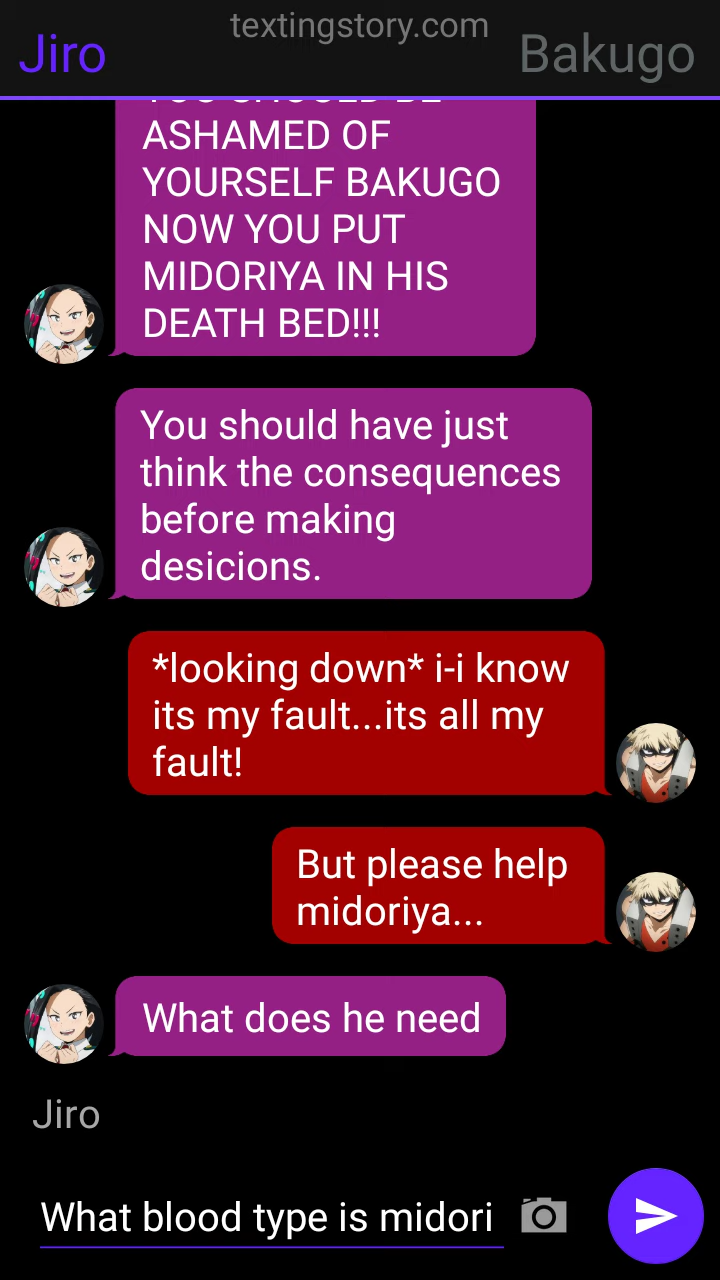 textingstory.com
Jiro
Bakugo
ASHAMED OF
YOURSELF BAKUGO
NOW YOU PUT
MIDORIYA IN HIS
DEATH BED!!!
You should have just
think the consequences
before making
desicions.
*looking down* i-i know
its my fault...its all my
fault!
But please help
midoriya...
What does he need
Jiro
What blood type is midori